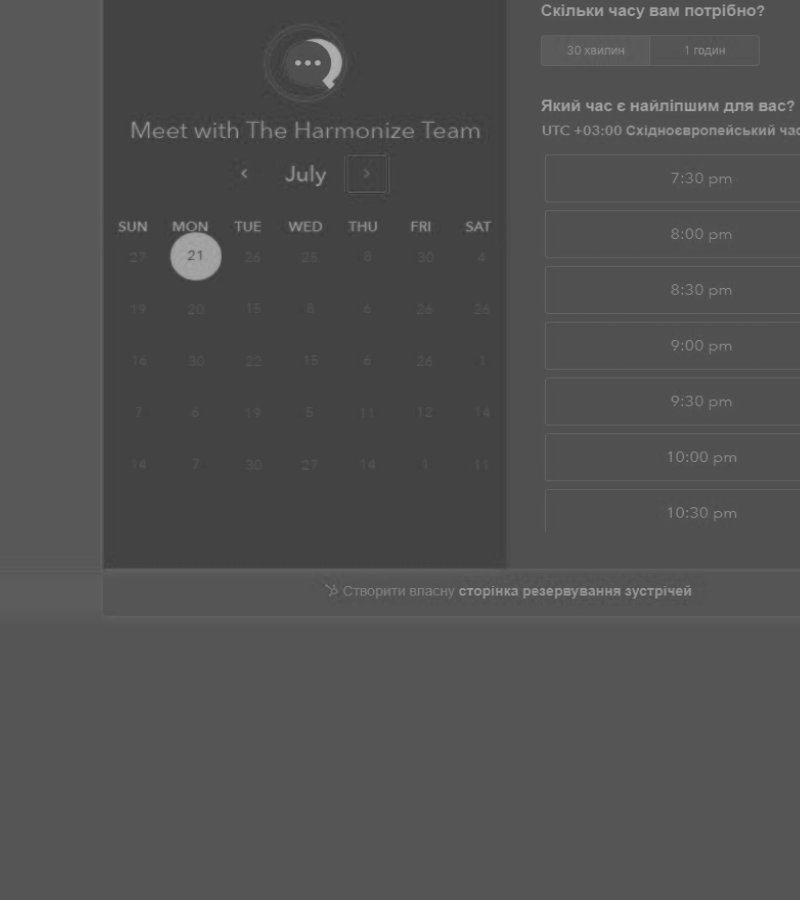 Meet with The Harmonize Team
July
SUN MON TUE WED THU FRI SAT
27 21 26 25 8 30 4
19 20 15 8 6 26 26
16 30 22 15 6 26 1
7 6 19 5 11 12 14
14 7 30 27 14 1 11
Скільки часу вам потрібно?
30 хвилин 1 годин
Який час є найліпшим для вас?
UTC +03:00 Східноєвропейський час
7:30 pm
8:00 pm
8:30 pm
9:00 pm
9:30 pm
10:00 pm
10:30 pm
Створити власну сторінка резервування зустрічей